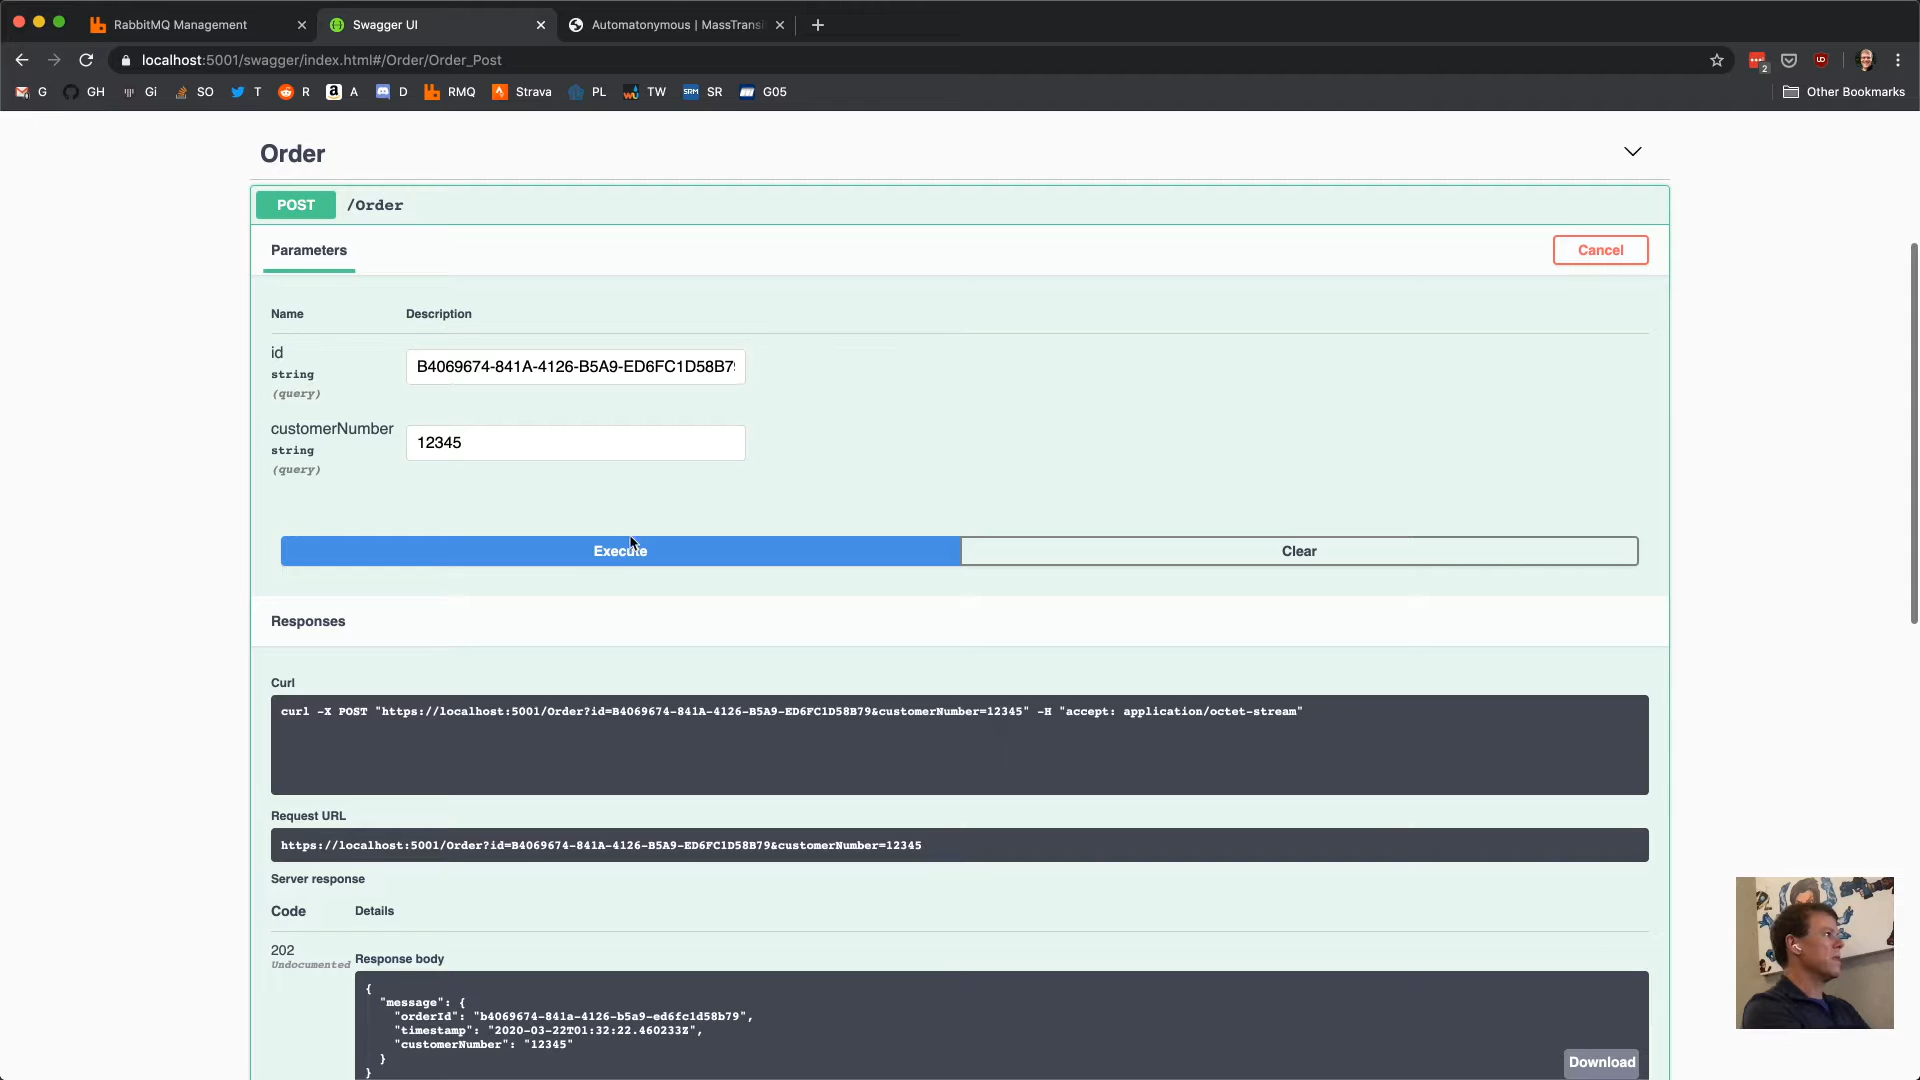 RabbitMQ Management
Swagger UI
Automatonymous | MassTransi
localhost:5001/swagger/index.html#/Order/Order_Post
2
G
GH
Gi
SO
T
R
A
D
RMQ
Strava
PL
TW
SRM
SR
G05
Other Bookmarks
Order
POST
/Order
Parameters
Cancel
Name
Description
id
string
(query)
B4069674-841A-4126-B5A9-ED6FC1D58B79
customerNumber
string
(query)
12345
Execute
Clear
Responses
Curl
curl -X POST "https://localhost:5001/Order?id=B4069674-841A-4126-B5A9-ED6FC1D58B79&customerNumber=12345" -H "accept: application/octet-stream"
Request URL
https://localhost:5001/Order?id=B4069674-841A-4126-B5A9-ED6FC1D58B79&customerNumber=12345
Server response
Code
Details
202
Undocumented
Response body
{
"message": {
"orderId": "b4069674-841a-4126-b5a9-ed6fc1d58b79",
"timestamp": "2020-03-22T01:32:22.460233Z",
"customerNumber": "12345"
}
}
Download